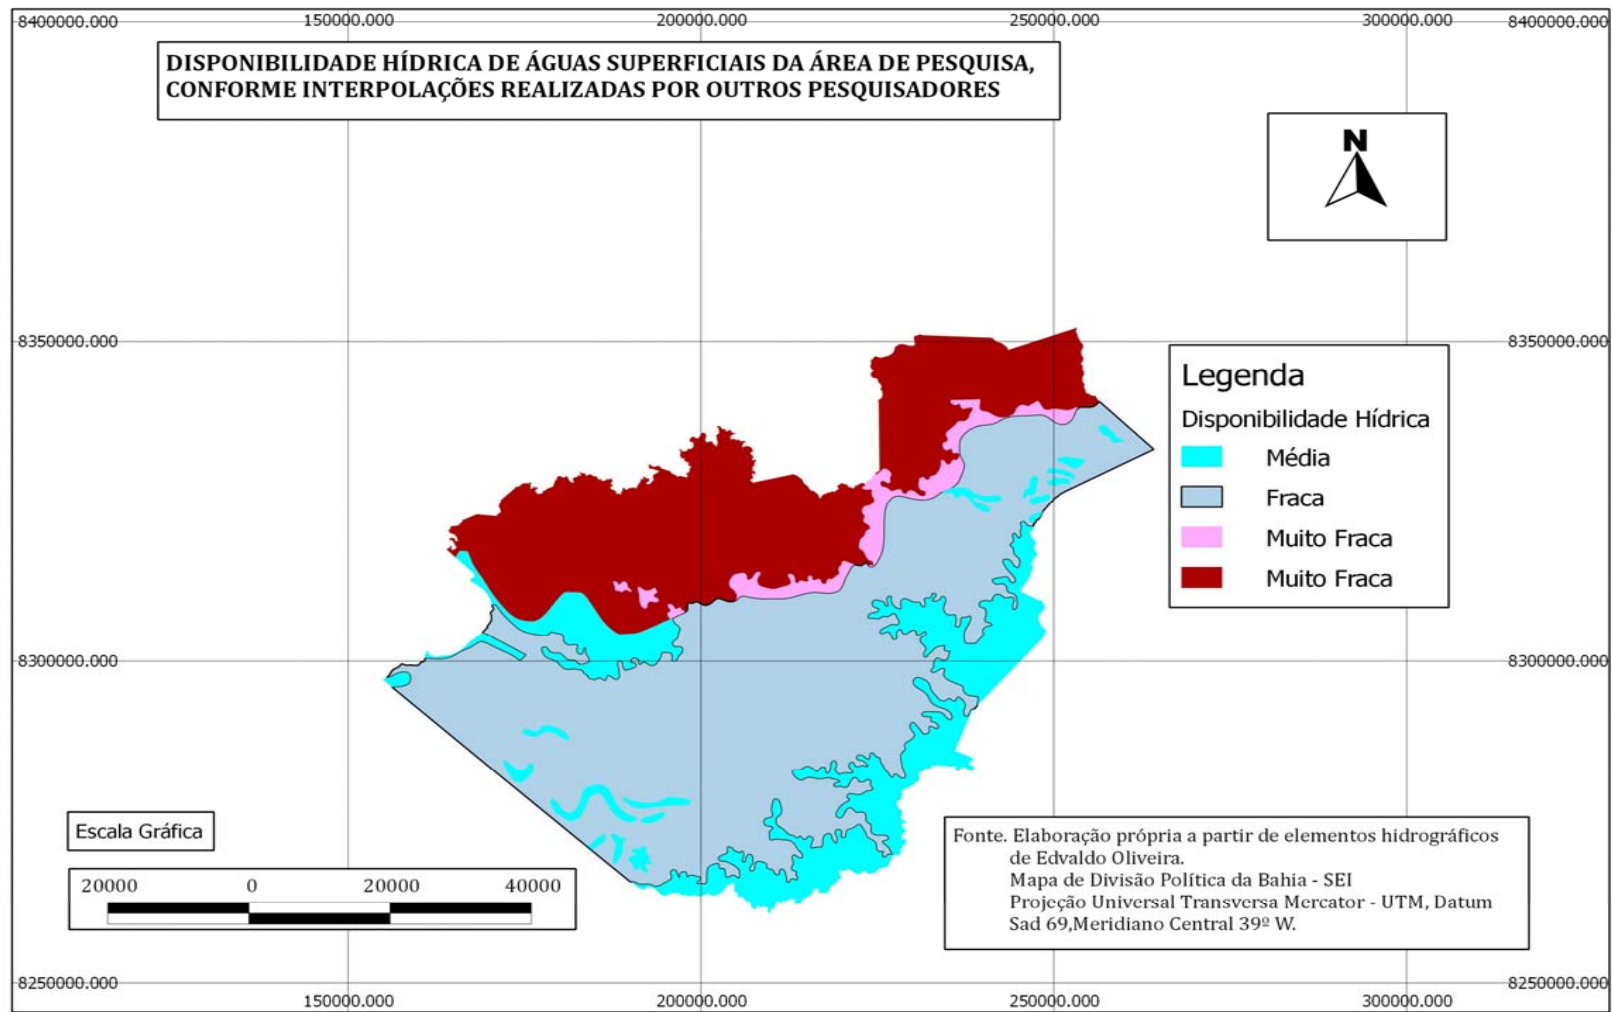 150000.000 200000.000 250000.000 300000.000
8400000.000 8400000.000
DISPONIBILIDADE HÍDRICA DE ÁGUAS SUPERFICIAIS DA ÁREA DE PESQUISA,
CONFORME INTERPOLAÇÕES REALIZADAS POR OUTROS PESQUISADORES
N
8350000.000 8350000.000
Legenda
Disponibilidade Hídrica
Média
Fraca
Muito Fraca
Muito Fraca
8300000.000 8300000.000
Escala Gráfica
20000 0 20000 40000
Fonte. Elaboração própria a partir de elementos hidrográficos
de Edvaldo Oliveira.
Mapa de Divisão Política da Bahia - SEI
Projeção Universal Transversa Mercator - UTM, Datum
Sad 69,Meridiano Central 39º W.
8250000.000 8250000.000
150000.000 200000.000 250000.000 300000.000